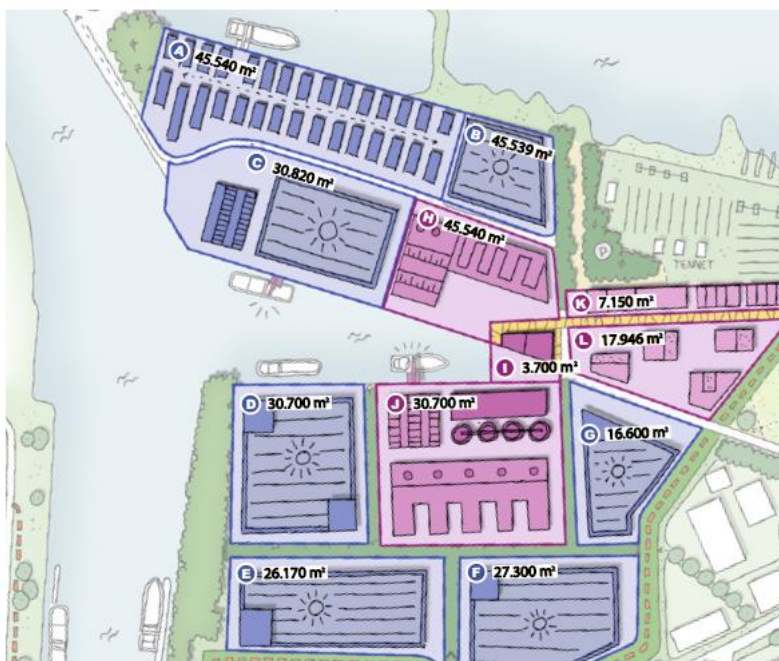 A
45.540 m²
B
45.539 m²
C
30.820 m²
H
45.540 m²
P
TENNET
K
7.150 m²
L
17.946 m²
I
3.700 m²
D
30.700 m²
J
30.700 m²
G
16.600 m²
E
26.170 m²
F
27.300 m²